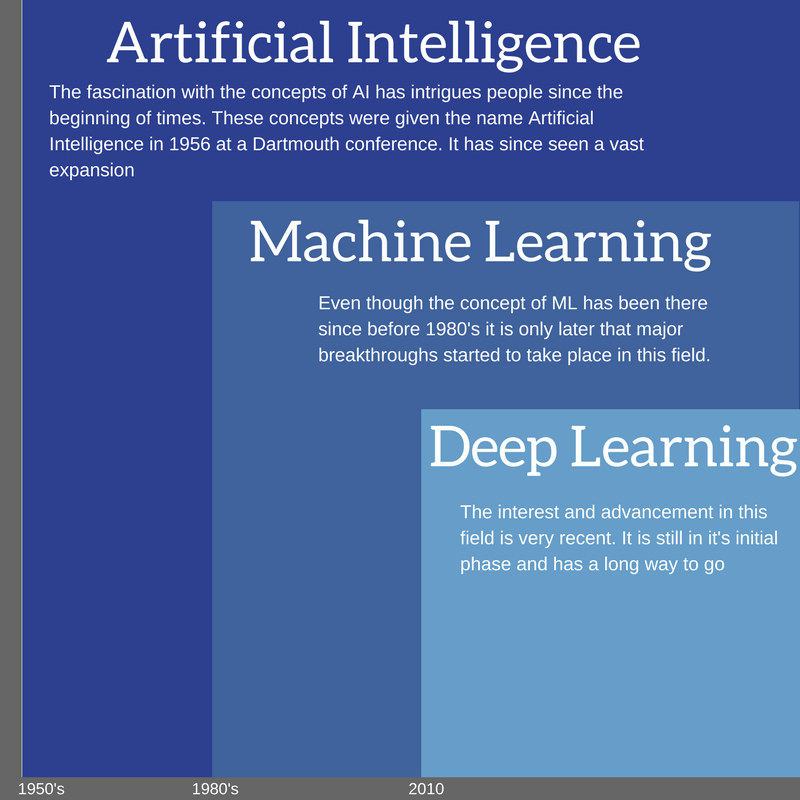 Artificial Intelligence
The fascination with the concepts of AI has intrigues people since the
beginning of times. These concepts were given the name Artificial
Intelligence in 1956 at a Dartmouth conference. It has since seen a vast
expansion
Machine Learning
Even though the concept of ML has been there
since before 1980's it is only later that major
breakthroughs started to take place in this field.
Deep Learning
The interest and advancement in this
field is very recent. It is still in it's initial
phase and has a long way to go
1950's
1980's
2010